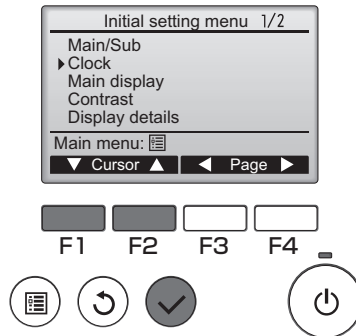 Initial setting menu 1/2
Main/Sub
Clock
Main display
Contrast
Display details
Main menu:
▼ Cursor ▲ ◀ Page ▶
F1 F2 F3 F4